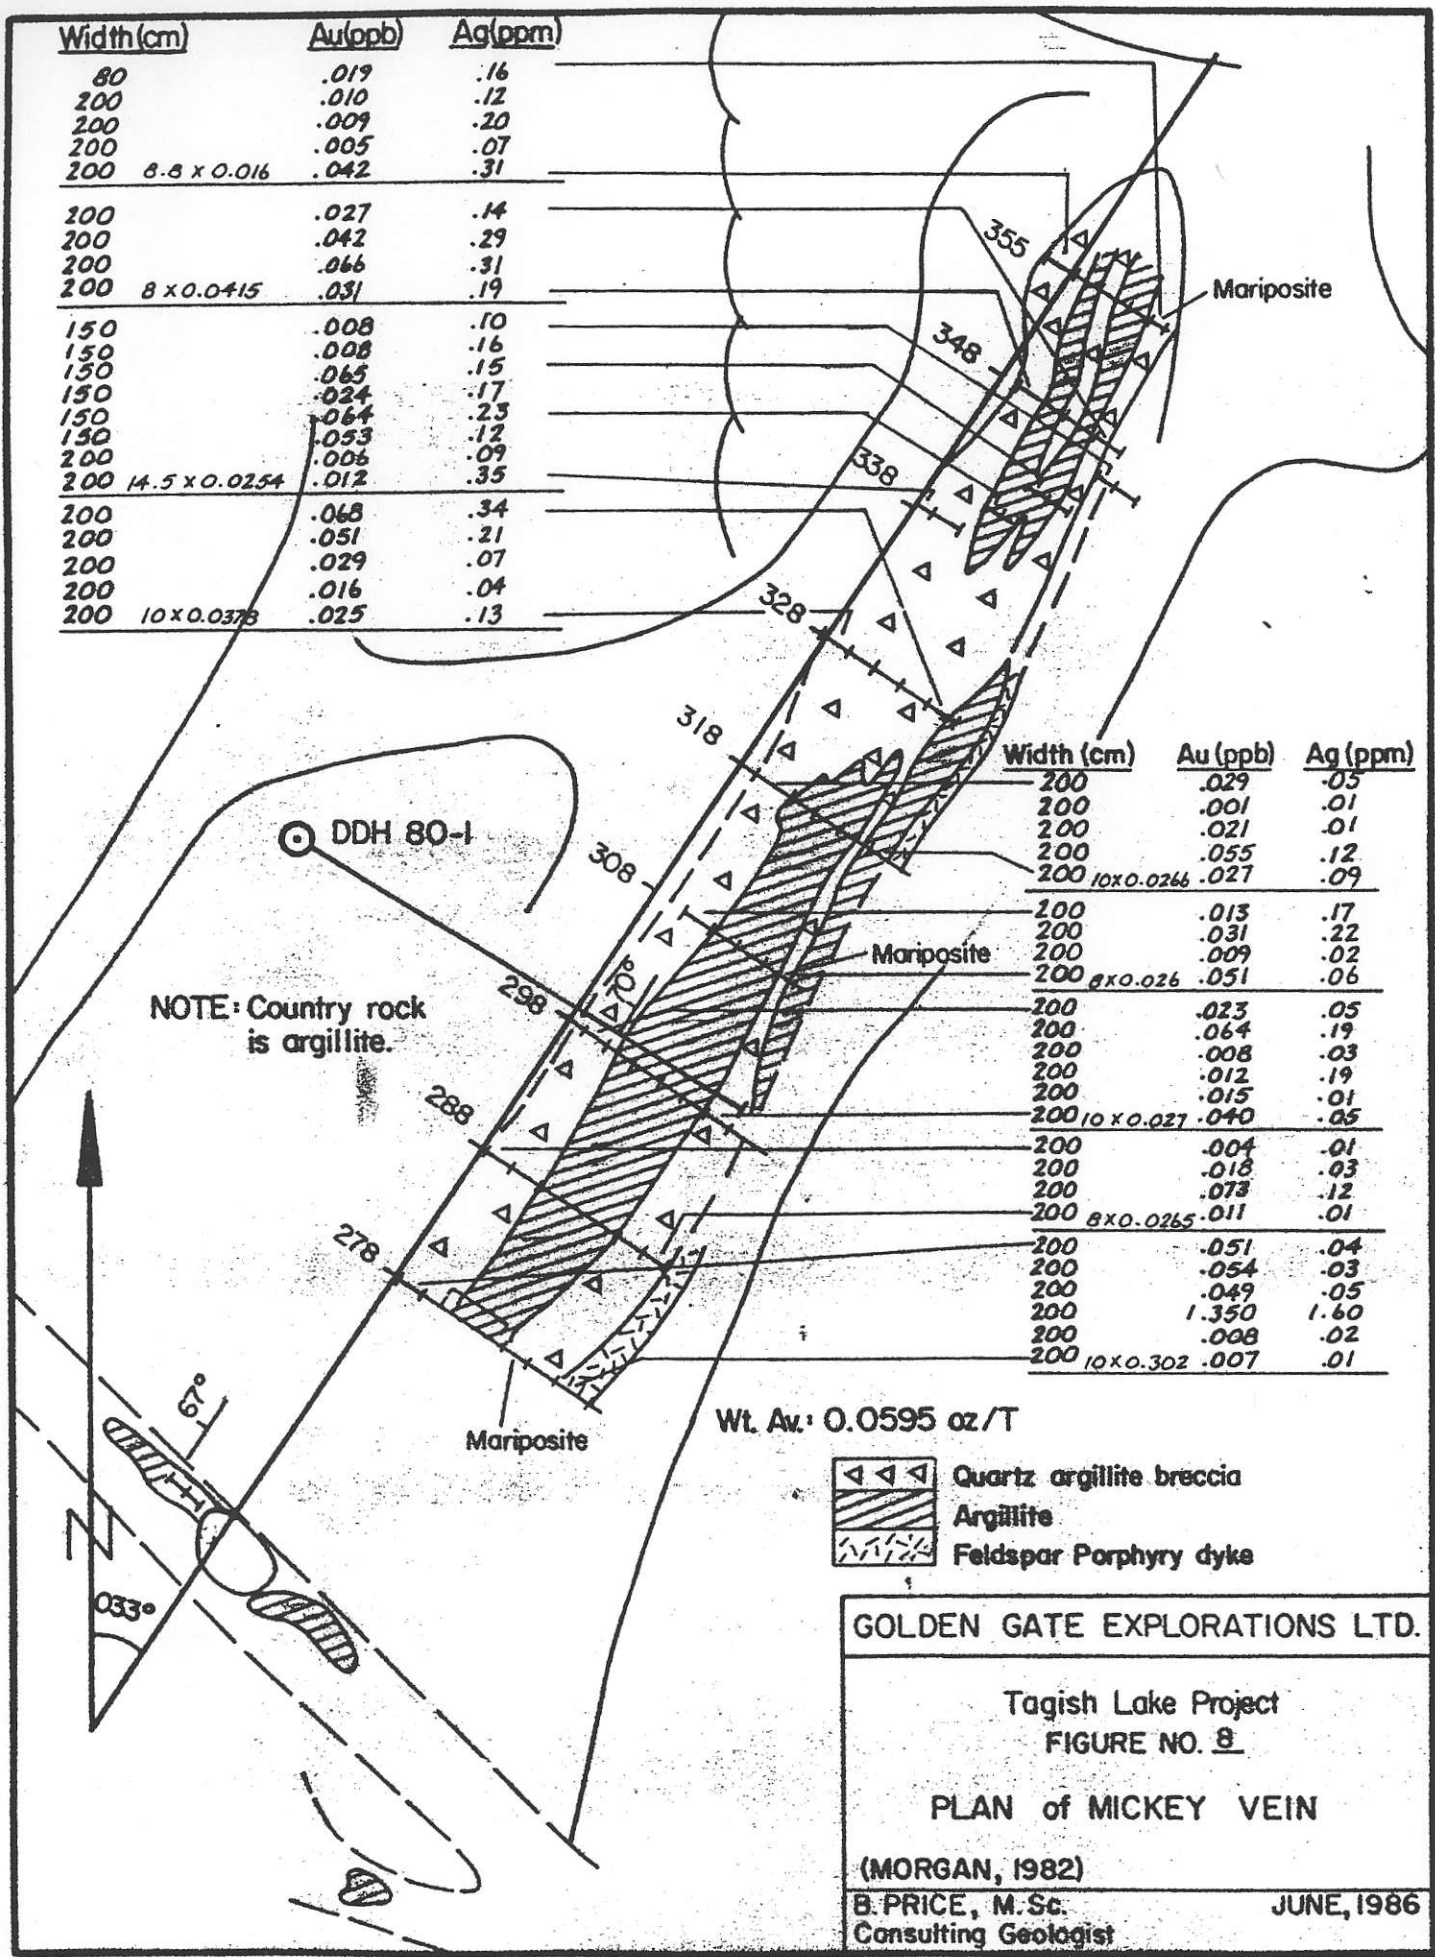 Width (cm) Au (ppb) Ag (ppm)
80 .019 .16
200 .010 .12
200 .009 .20
200 .005 .07
200 8.8 x 0.016 .042 .31
200 .027 .14
200 .042 .29
200 .066 .31
200 8 x 0.0415 .031 .19
150 .008 .10
150 .008 .16
150 .065 .15
150 .024 .17
150 .064 .23
150 .053 .12
200 .006 .09
200 14.5 x 0.0254 .012 .35
200 .068 .34
200 .051 .21
200 .029 .07
200 .016 .04
200 10 x 0.0378 .025 .13
355
Mariposite
348
338
328
318
308
298
288
278
DDH 80-1
70°
Mariposite
NOTE: Country rock
is argillite.
Width (cm) Au (ppb) Ag (ppm)
200 .029 .05
200 .001 .01
200 .021 .01
200 .055 .12
200 10x0.0266 .027 .09
200 .013 .17
200 .031 .22
200 .009 .02
200 8x0.026 .051 .06
200 .023 .05
200 .064 .19
200 .008 .03
200 .012 .19
200 .015 .01
200 10 x 0.027 .040 .05
200 .004 .01
200 .018 .03
200 .073 .12
200 8x0.0265 .011 .01
200 .051 .04
200 .054 .03
200 .049 .05
200 1.350 1.60
200 .008 .02
200 10x0.302 .007 .01
Mariposite
67°
N
033°
Wt. Av.: 0.0595 oz/T
Quartz argillite breccia
Argillite
Feldspar Porphyry dyke
GOLDEN GATE EXPLORATIONS LTD.
Tagish Lake Project
FIGURE NO. 8
PLAN of MICKEY VEIN
(MORGAN, 1982)
B. PRICE, M.Sc. JUNE, 1986
Consulting Geologist